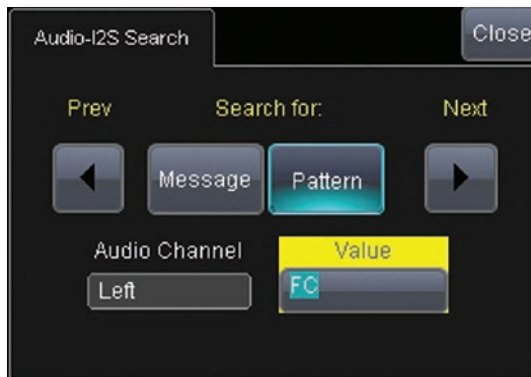 Audio-I2S Search
Close
Prev
Search for:
Next
Message
Pattern
Audio Channel
Value
Left
FC